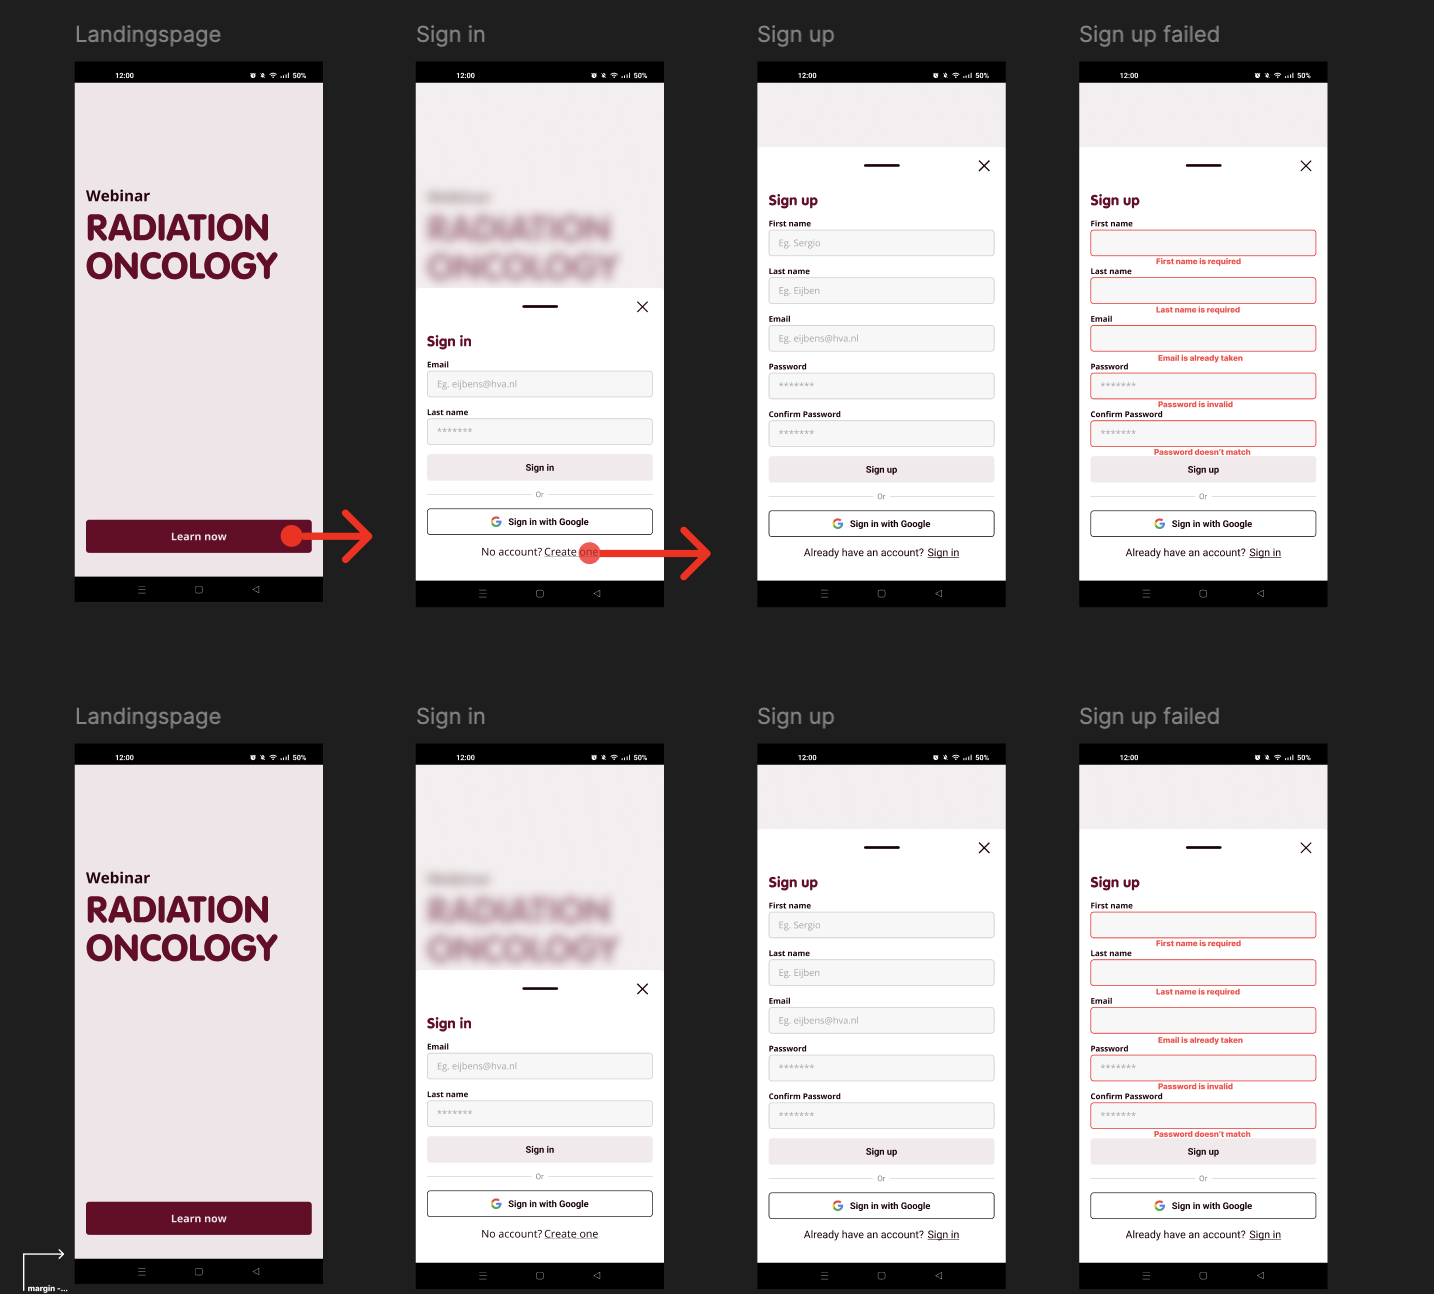 Landingspage
12:00
50%
Webinar
RADIATION
ONCOLOGY
Learn now
Sign in
12:00
50%
Webinar
RADIATION
ONCOLOGY
Sign in
Email
Eg. eijbens@hva.nl
Last name
*******
Sign in
Or
Sign in with Google
No account? Create one
Sign up
12:00
50%
Sign up
First name
Eg. Sergio
Last name
Eg. Eijben
Email
Eg. eijbens@hva.nl
Password
*******
Confirm Password
*******
Sign up
Or
Sign in with Google
Already have an account? Sign in
Sign up failed
12:00
50%
Sign up
First name
First name is required
Last name
Last name is required
Email
Email is already taken
Password
*******
Password is invalid
Confirm Password
*******
Password doesn't match
Sign up
Or
Sign in with Google
Already have an account? Sign in
Landingspage
12:00
50%
Webinar
RADIATION
ONCOLOGY
Learn now
margin -...
Sign in
12:00
50%
Webinar
RADIATION
ONCOLOGY
Sign in
Email
Eg. eijbens@hva.nl
Last name
*******
Sign in
Or
Sign in with Google
No account? Create one
Sign up
12:00
50%
Sign up
First name
Eg. Sergio
Last name
Eg. Eijben
Email
Eg. eijbens@hva.nl
Password
*******
Confirm Password
*******
Sign up
Or
Sign in with Google
Already have an account? Sign in
Sign up failed
12:00
50%
Sign up
First name
First name is required
Last name
Last name is required
Email
Email is already taken
Password
*******
Password is invalid
Confirm Password
*******
Password doesn't match
Sign up
Or
Sign in with Google
Already have an account? Sign in